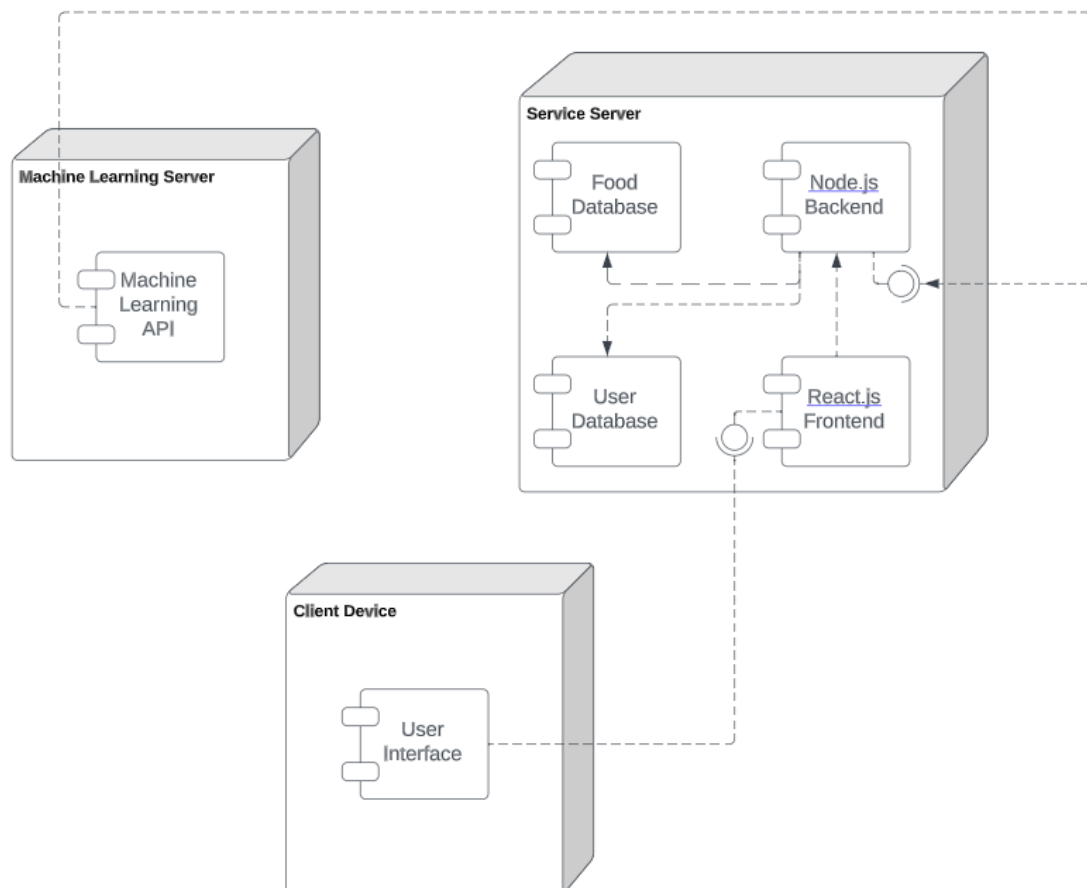 Service Server
Food
Database
Node.js
Backend
Machine Learning Server
Machine
Learning
API
User
Database
React.js
Frontend
Client Device
User
Interface